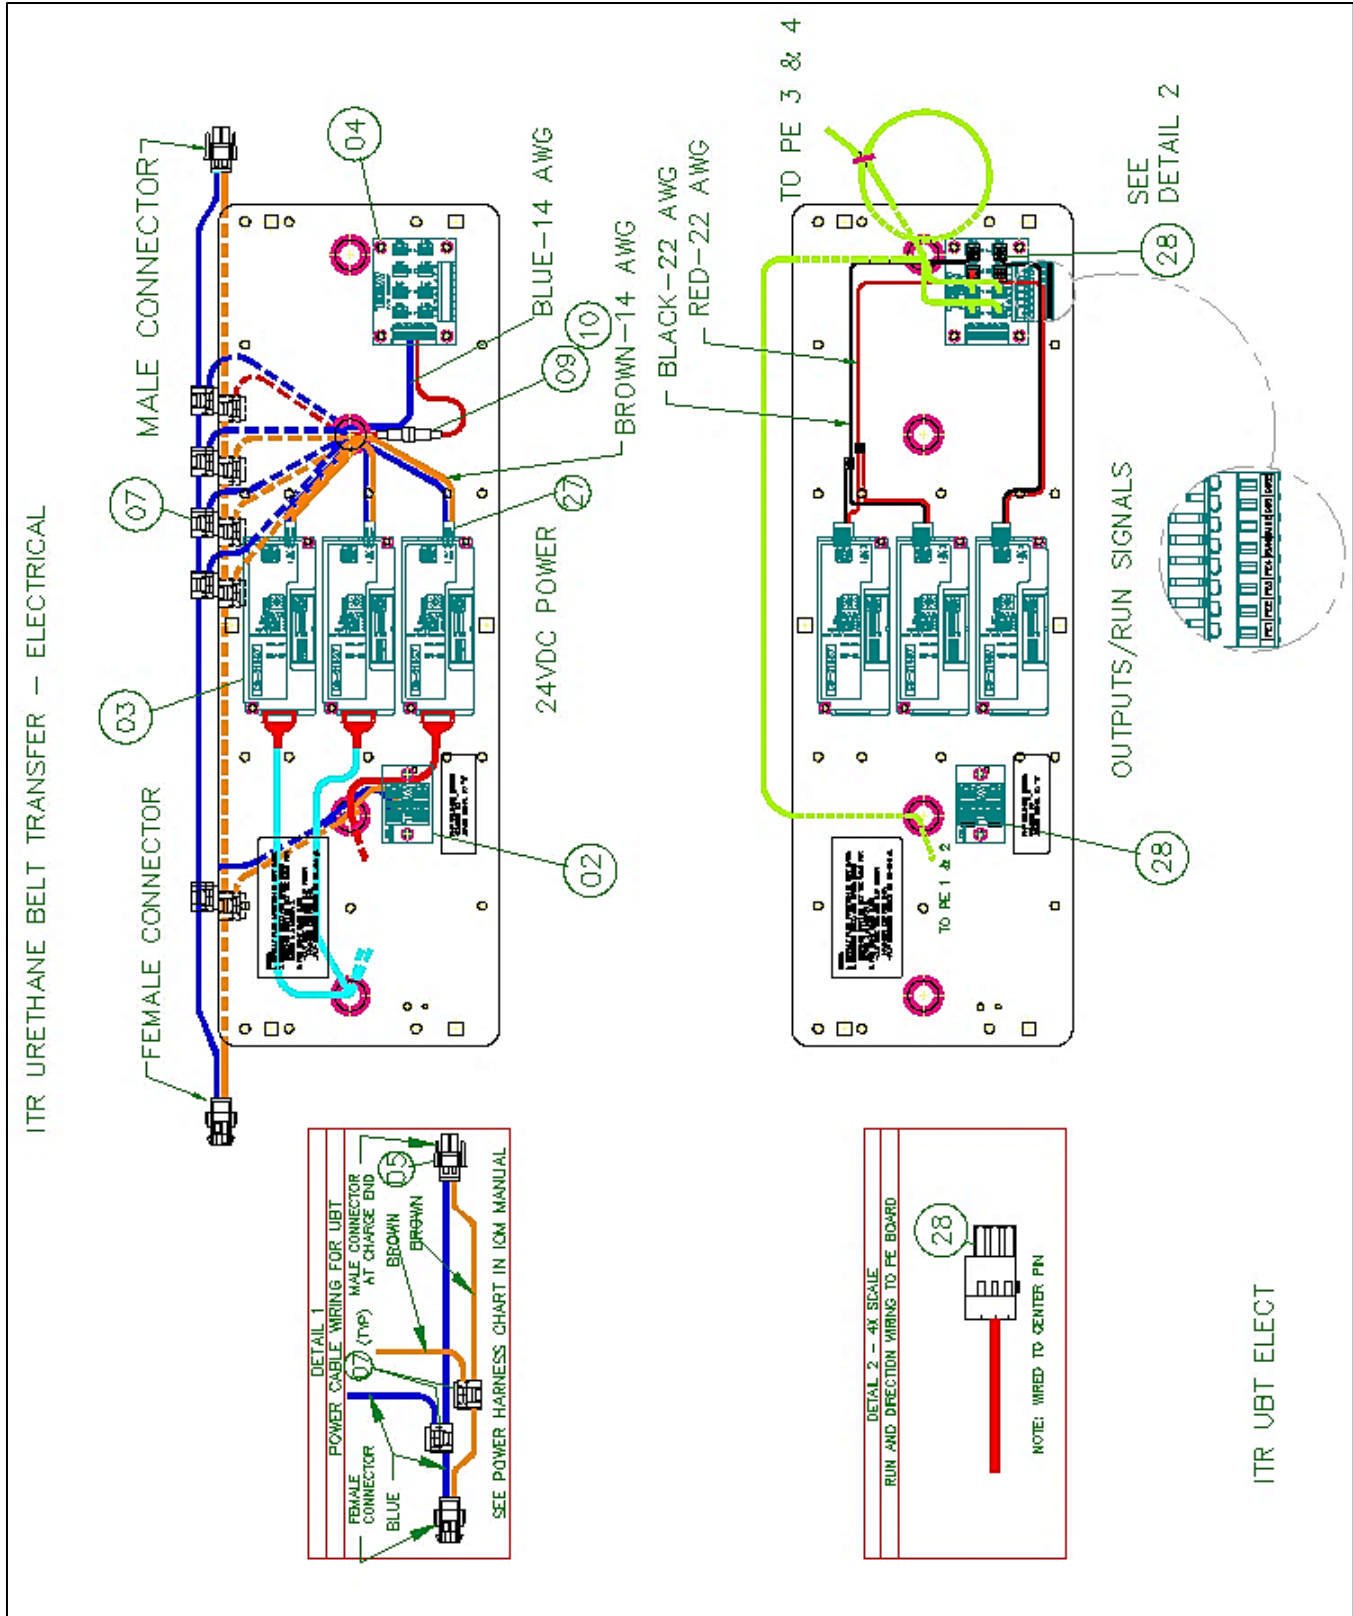 ITR URETHANE BELT TRANSFER – ELECTRICAL
FEMALE CONNECTOR
MALE CONNECTOR
03
07
04
02
27
09
10
BLUE-14 AWG
BROWN-14 AWG
24VDC POWER
DETAIL 1
POWER CABLE WIRING FOR UBT
FEMALE
CONNECTOR
BLUE
07
(TYP)
MALE CONNECTOR
AT CHARGE END
BROWN
BROWN
05
SEE POWER HARNESS CHART IN IOM MANUAL
BLACK-22 AWG
RED-22 AWG
TO PE 3 & 4
TO PE 1 & 2
28
28
SEE
DETAIL 2
OUTPUTS/RUN SIGNALS
PE1 PE2 PE3 PE4
DETAIL 2 – 4X SCALE
RUN AND DIRECTION WIRING TO PE BOARD
28
NOTE: WIRED TO CENTER PIN
ITR UBT ELECT